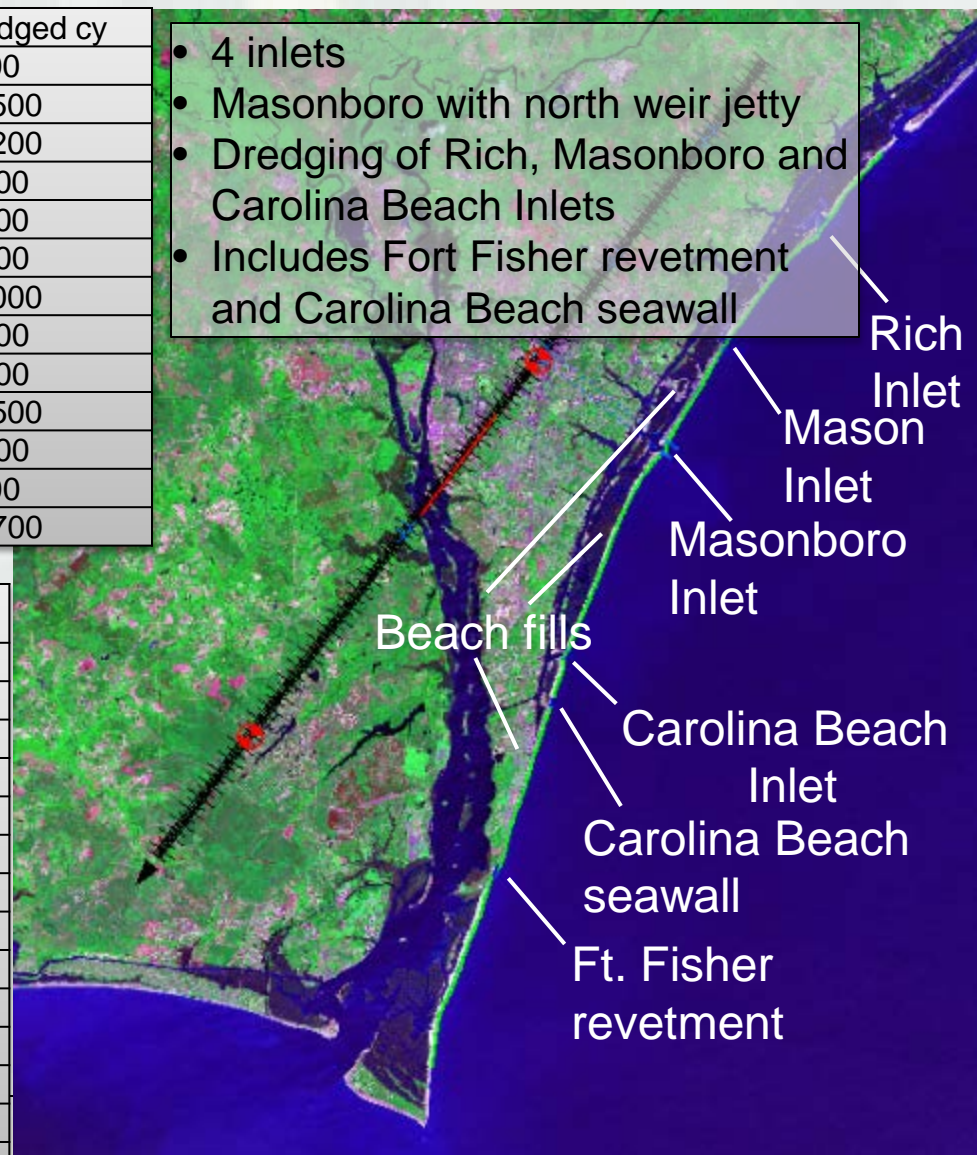 • 4 inlets
• Masonboro with north weir jetty
• Dredging of Rich, Masonboro and
Carolina Beach Inlets
• Includes Fort Fisher revetment
and Carolina Beach seawall
Rich
Inlet
Mason
Inlet
Masonboro
Inlet
Beach fills
Carolina Beach
Inlet
Carolina Beach
seawall
Ft. Fisher
revetment